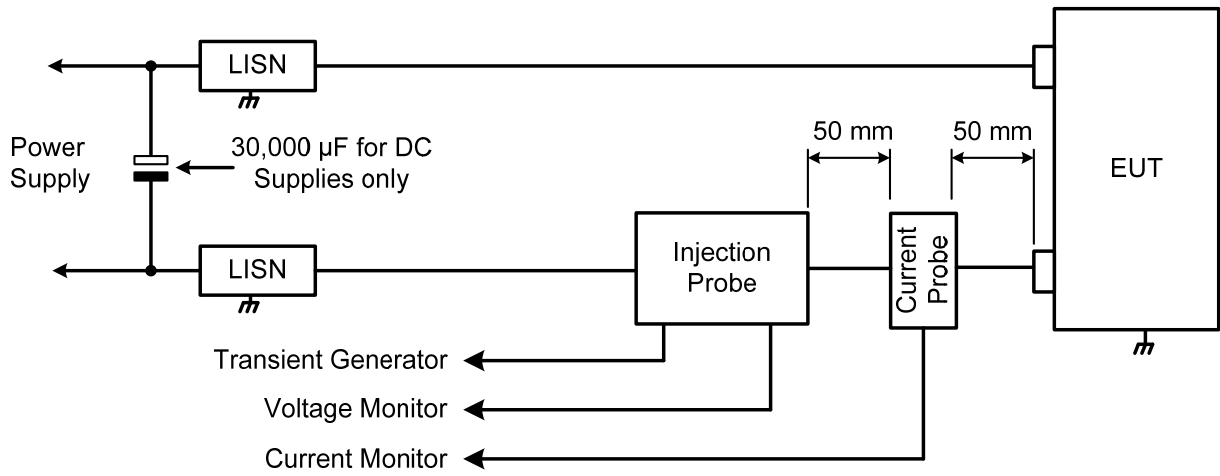 LISN
Power
Supply
30,000 µF for DC
Supplies only
50 mm
50 mm
EUT
LISN
Injection
Probe
Current
Probe
Transient Generator
Voltage Monitor
Current Monitor